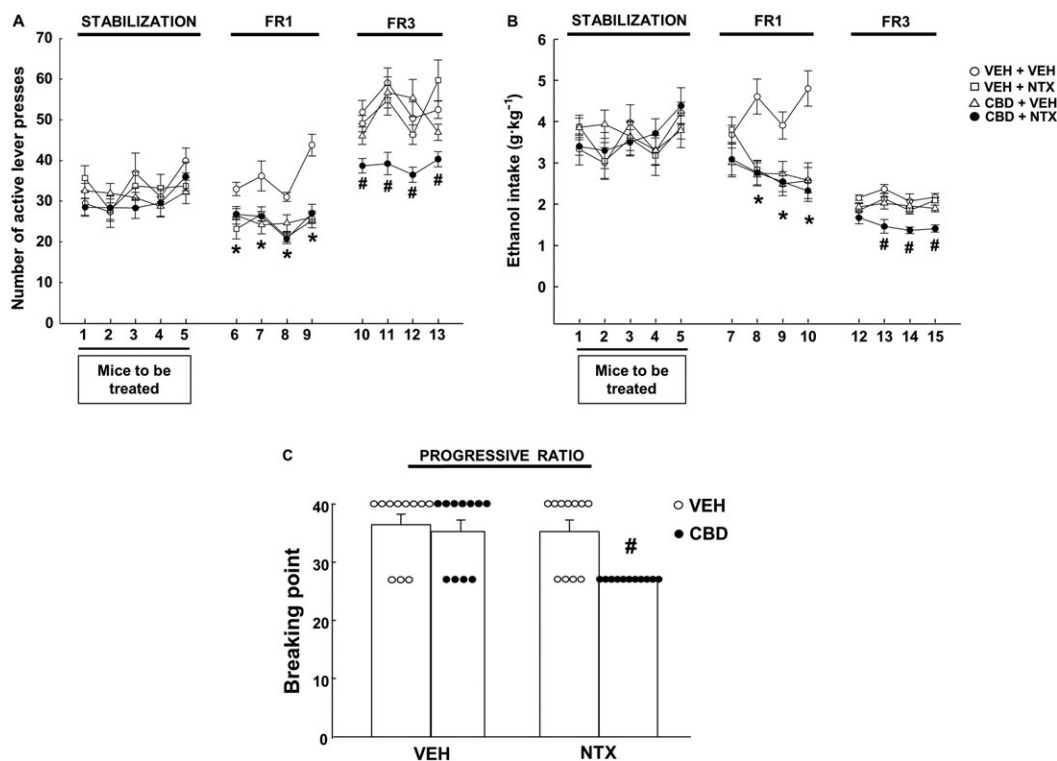 A
STABILIZATION FR1 FR3
Number of active lever presses
70
60
50
40
30
20
10
0
# # # #
* * * *
1 2 3 4 5 6 7 8 9 10 11 12 13
Mice to be
treated
B
STABILIZATION FR1 FR3
Ethanol intake (g·kg⁻¹)
6
5
4
3
2
1
0
* * *
# # #
1 2 3 4 5 7 8 9 10 12 13 14 15
Mice to be
treated
VEH + VEH
VEH + NTX
CBD + VEH
CBD + NTX
C
PROGRESSIVE RATIO
Breaking point
40
30
40
10
0
#
VEH NTX
VEH
CBD